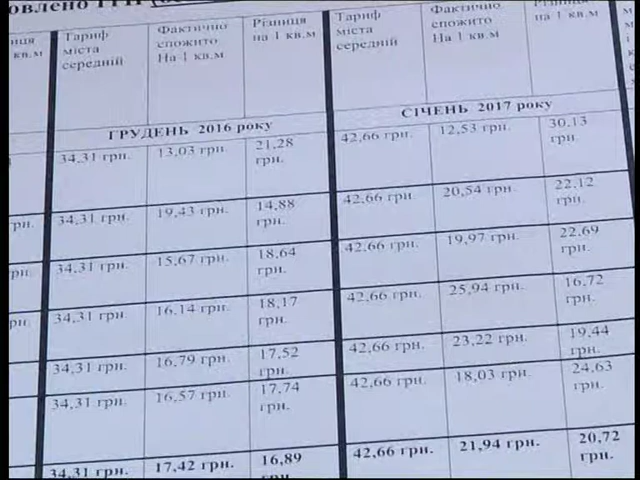 Різниця
кв.м
Тариф
міста
середній
Фактично
спожито
На 1 кв.м
Різниця
на 1 кв.м
Тариф
міста
середній
Фактично
спожито
На 1 кв.м
на 1 кв.м
ГРУДЕНЬ 2016 року
СІЧЕНЬ 2017 року
34,31 грн.
13,03 грн.
21,28
грн.
42,66 грн.
12,53 грн.
30,13
грн.
34,31 грн.
19,43 грн.
14,88
грн.
42,66 грн.
20,54 грн.
22,12
грн.
34,31 грн.
15,67 грн.
18,64
грн.
42,66 грн.
19,97 грн.
22,69
грн.
34,31 грн.
16,14 грн.
18,17
грн.
42,66 грн.
25,94 грн.
16,72
грн.
34,31 грн.
16,79 грн.
17,52
грн.
42,66 грн.
23,22 грн.
19,44
грн.
34,31 грн.
16,57 грн.
17,74
грн.
42,66 грн.
18,03 грн.
24,63
грн.
34,31 грн.
17,42 грн.
16,89
грн.
42,66 грн.
21,94 грн.
20,72
грн.